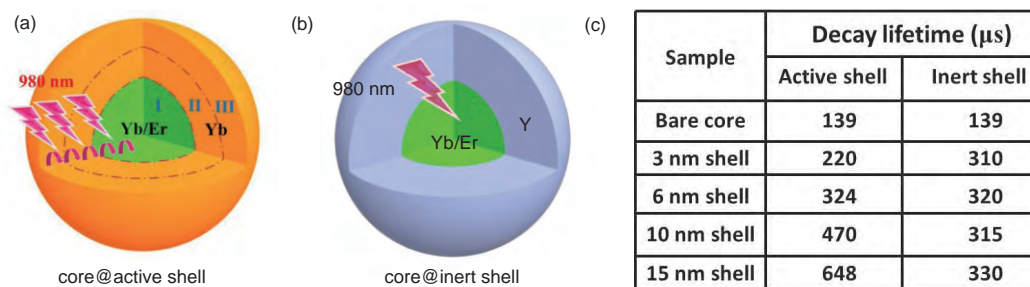 (a)
980 nm
I II III
Yb/Er Yb
core@active shell
(b)
980 nm
Yb/Er
Y
core@inert shell
(c)
Sample Decay lifetime (μs)
Active shell Inert shell
Bare core 139 139
3 nm shell 220 310
6 nm shell 324 320
10 nm shell 470 315
15 nm shell 648 330